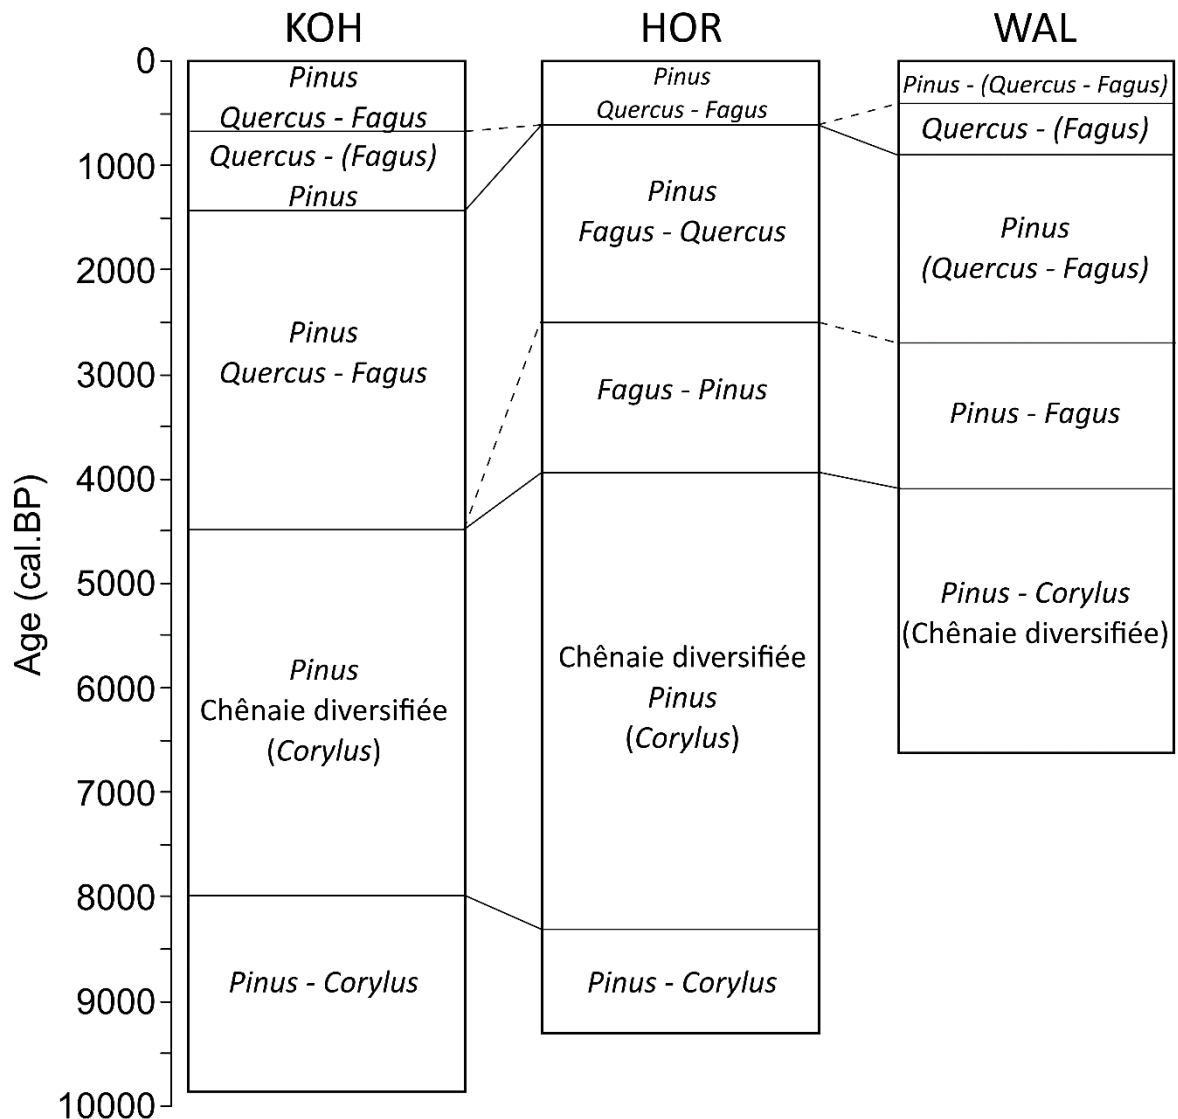 KOH
HOR
WAL
Age (cal.BP)
0
1000
2000
3000
4000
5000
6000
7000
8000
9000
10000
Pinus
Quercus - Fagus
Quercus - (Fagus)
Pinus
Pinus
Quercus - Fagus
Pinus
Chênaie diversifiée
(Corylus)
Pinus - Corylus
Pinus
Quercus - Fagus
Pinus
Fagus - Quercus
Fagus - Pinus
Chênaie diversifiée
Pinus
(Corylus)
Pinus - Corylus
Pinus - (Quercus - Fagus)
Quercus - (Fagus)
Pinus
(Quercus - Fagus)
Pinus - Fagus
Pinus - Corylus
(Chênaie diversifiée)